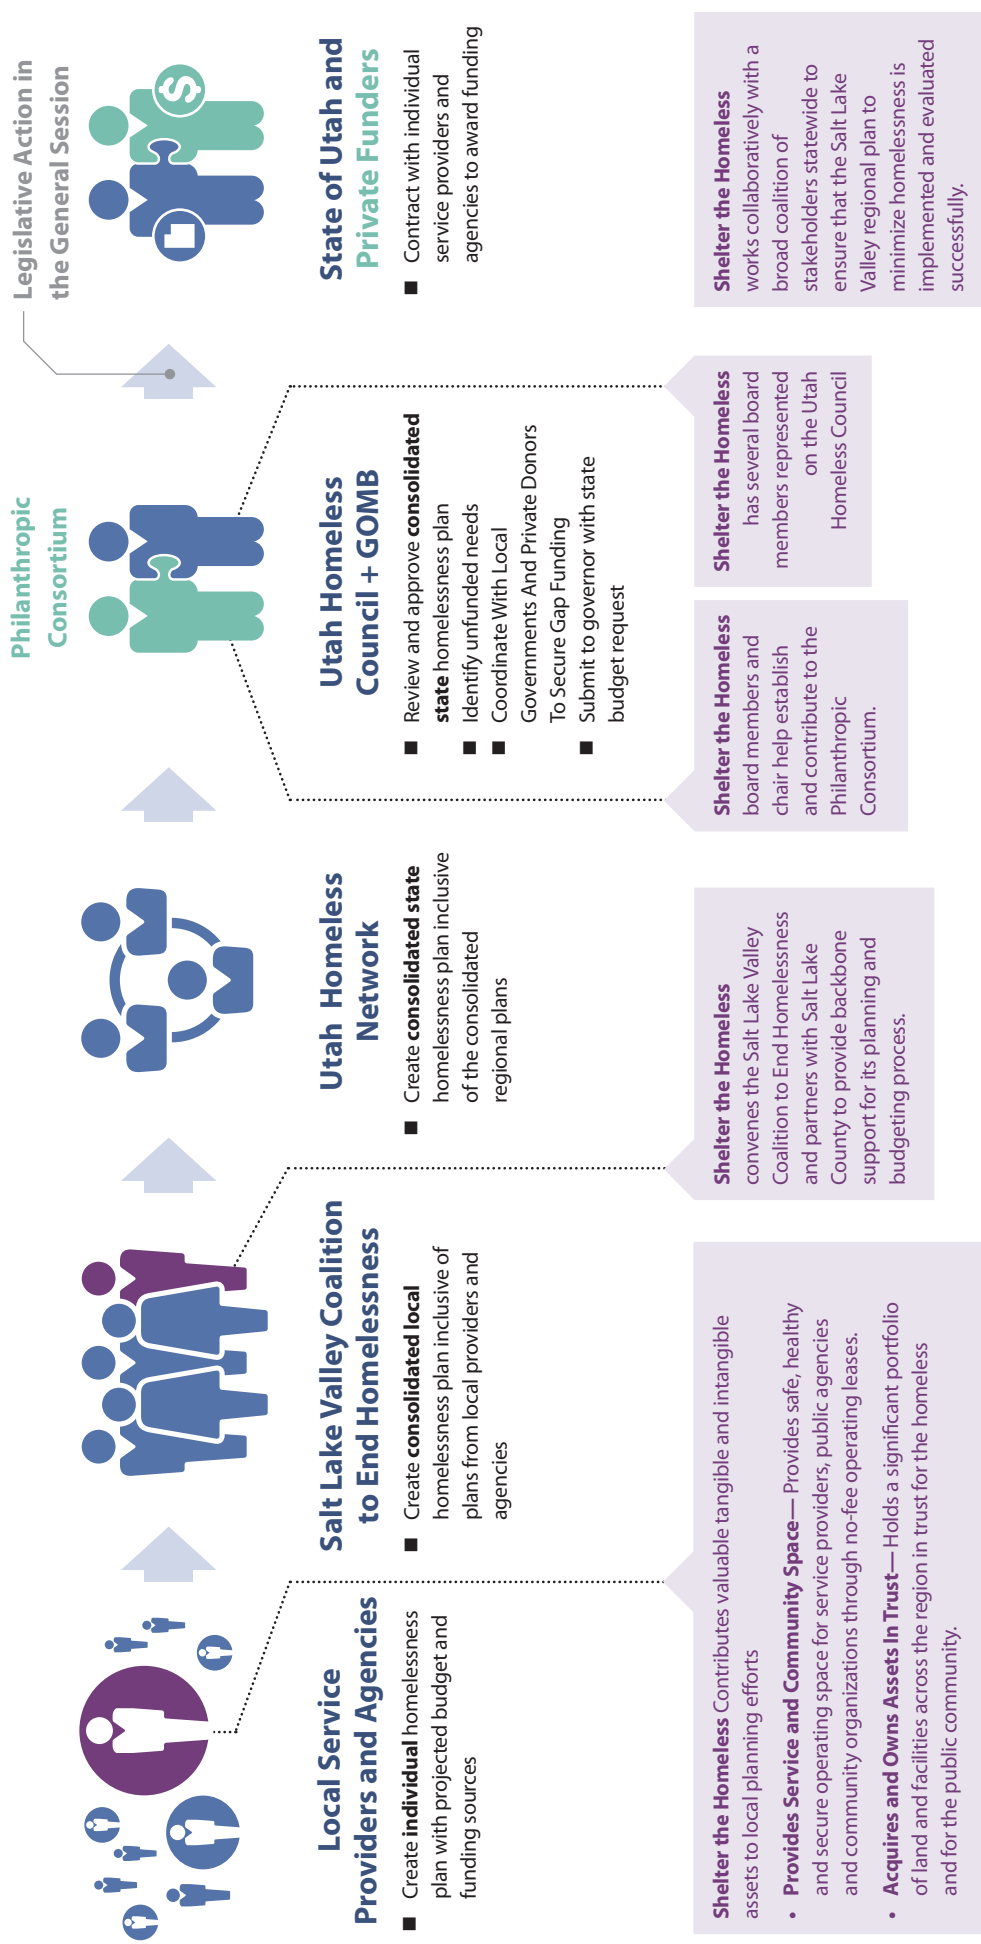 Local Service
Providers and Agencies
■ Create individual homelessness
plan with projected budget and
funding sources
Salt Lake Valley Coalition
to End Homelessness
■ Create consolidated local
homelessness plan inclusive of
plans from local providers and
agencies
Utah Homeless
Network
■ Create consolidated state
homelessness plan inclusive
of the consolidated
regional plans
Philanthropic
Consortium
Utah Homeless
Council + GOMB
■ Review and approve consolidated
state homelessness plan
■ Identify unfunded needs
■ Coordinate With Local
Governments And Private Donors
To Secure Gap Funding
■ Submit to governor with state
budget request
Legislative Action in
the General Session
$
State of Utah and
Private Funders
■ Contract with individual
service providers and
agencies to award funding
Shelter the Homeless Contributes valuable tangible and intangible
assets to local planning efforts
• Provides Service and Community Space— Provides safe, healthy
and secure operating space for service providers, public agencies
and community organizations through no-fee operating leases.
• Acquires and Owns Assets In Trust— Holds a significant portfolio
of land and facilities across the region in trust for the homeless
and for the public community.
Shelter the Homeless
convenes the Salt Lake Valley
Coalition to End Homelessness
and partners with Salt Lake
County to provide backbone
support for its planning and
budgeting process.
Shelter the Homeless
board members and
chair help establish
and contribute to the
Philanthropic
Consortium.
Shelter the Homeless
has several board
members represented
on the Utah
Homeless Council
Shelter the Homeless
works collaboratively with a
broad coalition of
stakeholders statewide to
ensure that the Salt Lake
Valley regional plan to
minimize homelessness is
implemented and evaluated
successfully.